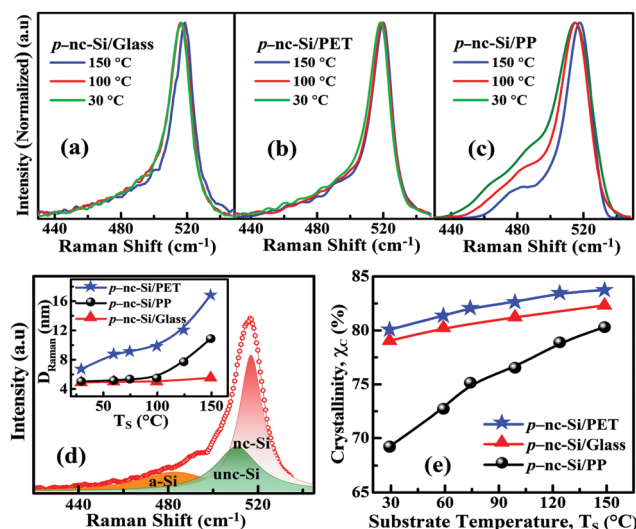 p–nc-Si/Glass
150 °C
100 °C
30 °C
(a)
p–nc-Si/PET
150 °C
100 °C
30 °C
(b)
p–nc-Si/PP
150 °C
100 °C
30 °C
(c)
Intensity (Normalized) (a.u)
440 480 520
440 480 520
440 480 520
Raman Shift (cm⁻¹)
Raman Shift (cm⁻¹)
Raman Shift (cm⁻¹)
p–nc-Si/PET
p–nc-Si/PP
p–nc-Si/Glass
D_Raman (nm)
16
12
8
4
50 100 150
T_S (°C)
(d)
nc-Si
unc-Si
a-Si
Intensity (a.u)
440 480 520
Raman Shift (cm⁻¹)
Crystallinity, χ_C (%)
85
80
75
70
65
p–nc-Si/PET
p–nc-Si/Glass
p–nc-Si/PP
(e)
30 60 90 120 150
Substrate Temperature, T_S (°C)